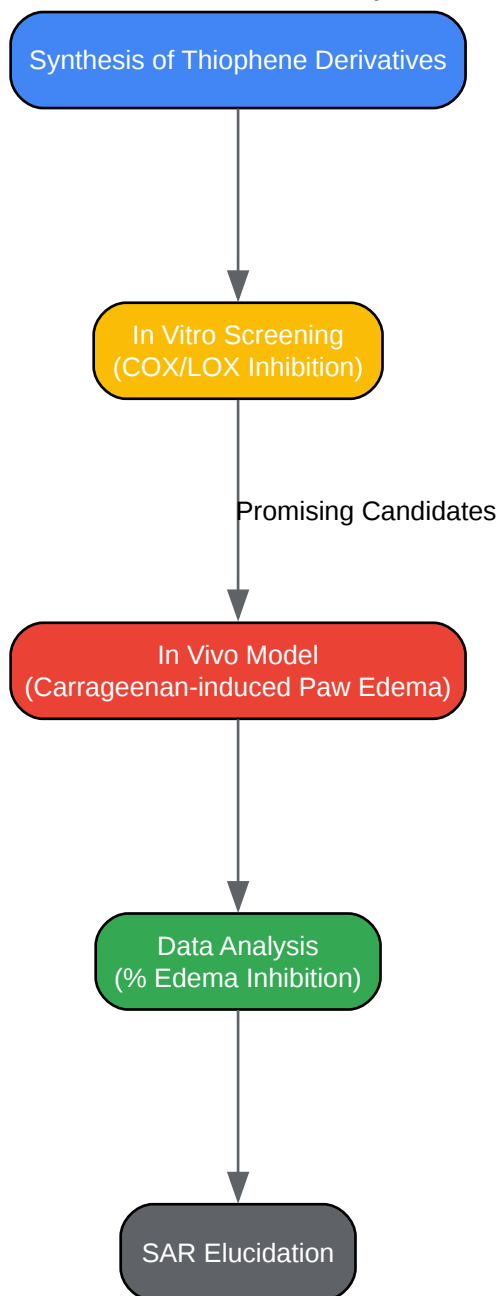 Synthesis of Thiophene Derivatives
In Vitro Screening
(COX/LOX Inhibition)
Promising Candidates
In Vivo Model
(Carrageenan-induced Paw Edema)
Data Analysis
(% Edema Inhibition)
SAR Elucidation